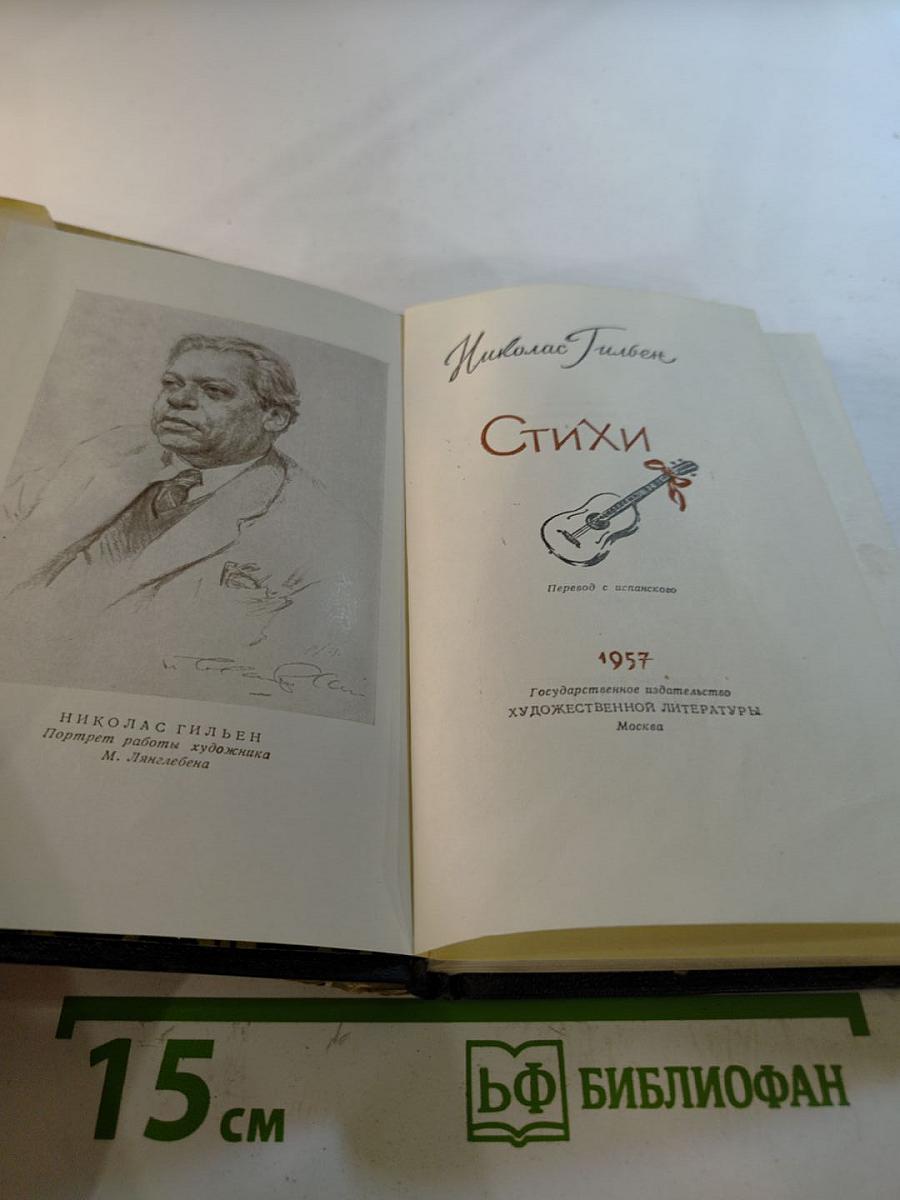 НИКОЛАС ГИЛЬЕН
Портрет работы художника
М. Лянглебена
Николас Гильен
СТИХИ
Перевод с испанского
1957
Государственное издательство
ХУДОЖЕСТВЕННОЙ ЛИТЕРАТУРЫ
Москва
15 см
БФ БИБЛИОФАН